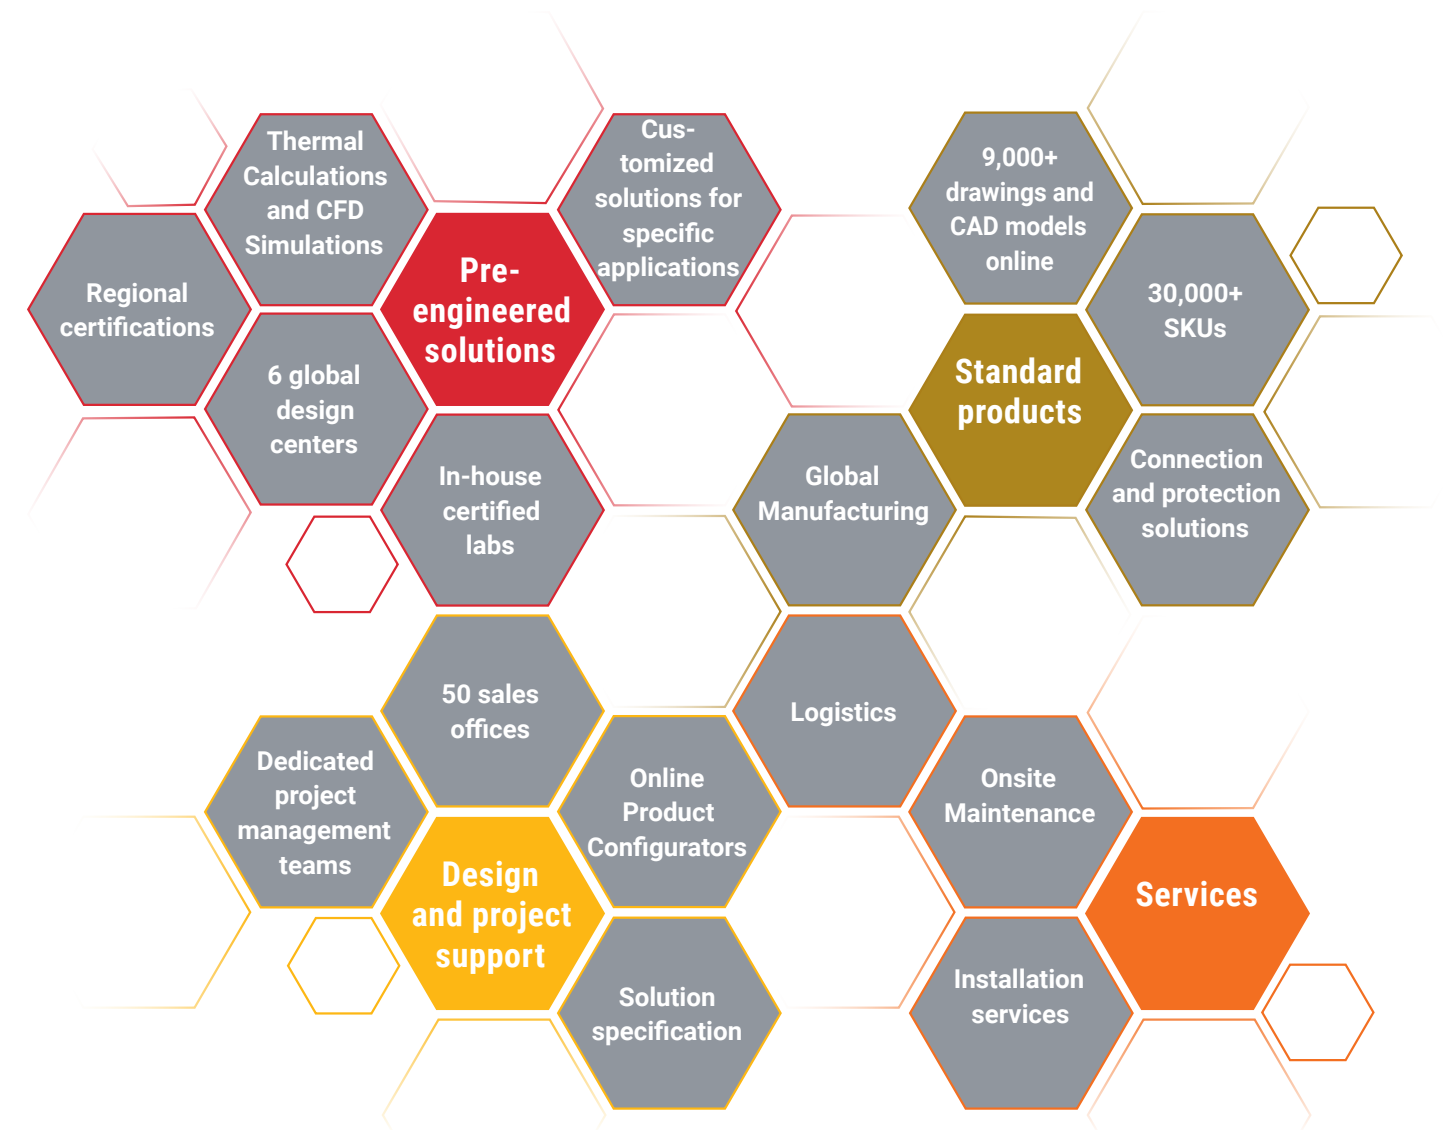 Thermal
Calculations
and CFD
Simulations
Cus-
tomized
solutions for
specific
applications
Regional
certifications
Pre-
engineered
solutions
6 global
design
centers
In-house
certified
labs
9,000+
drawings and
CAD models
online
30,000+
SKUs
Standard
products
Global
Manufacturing
Connection
and protection
solutions
50 sales
offices
Dedicated
project
management
teams
Online
Product
Configurators
Design
and project
support
Solution
specification
Logistics
Onsite
Maintenance
Services
Installation
services